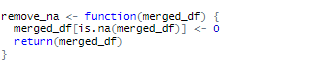 remove_na <- function(merged_df) {
  merged_df[is.na(merged_df)] <- 0
  return(merged_df)
}